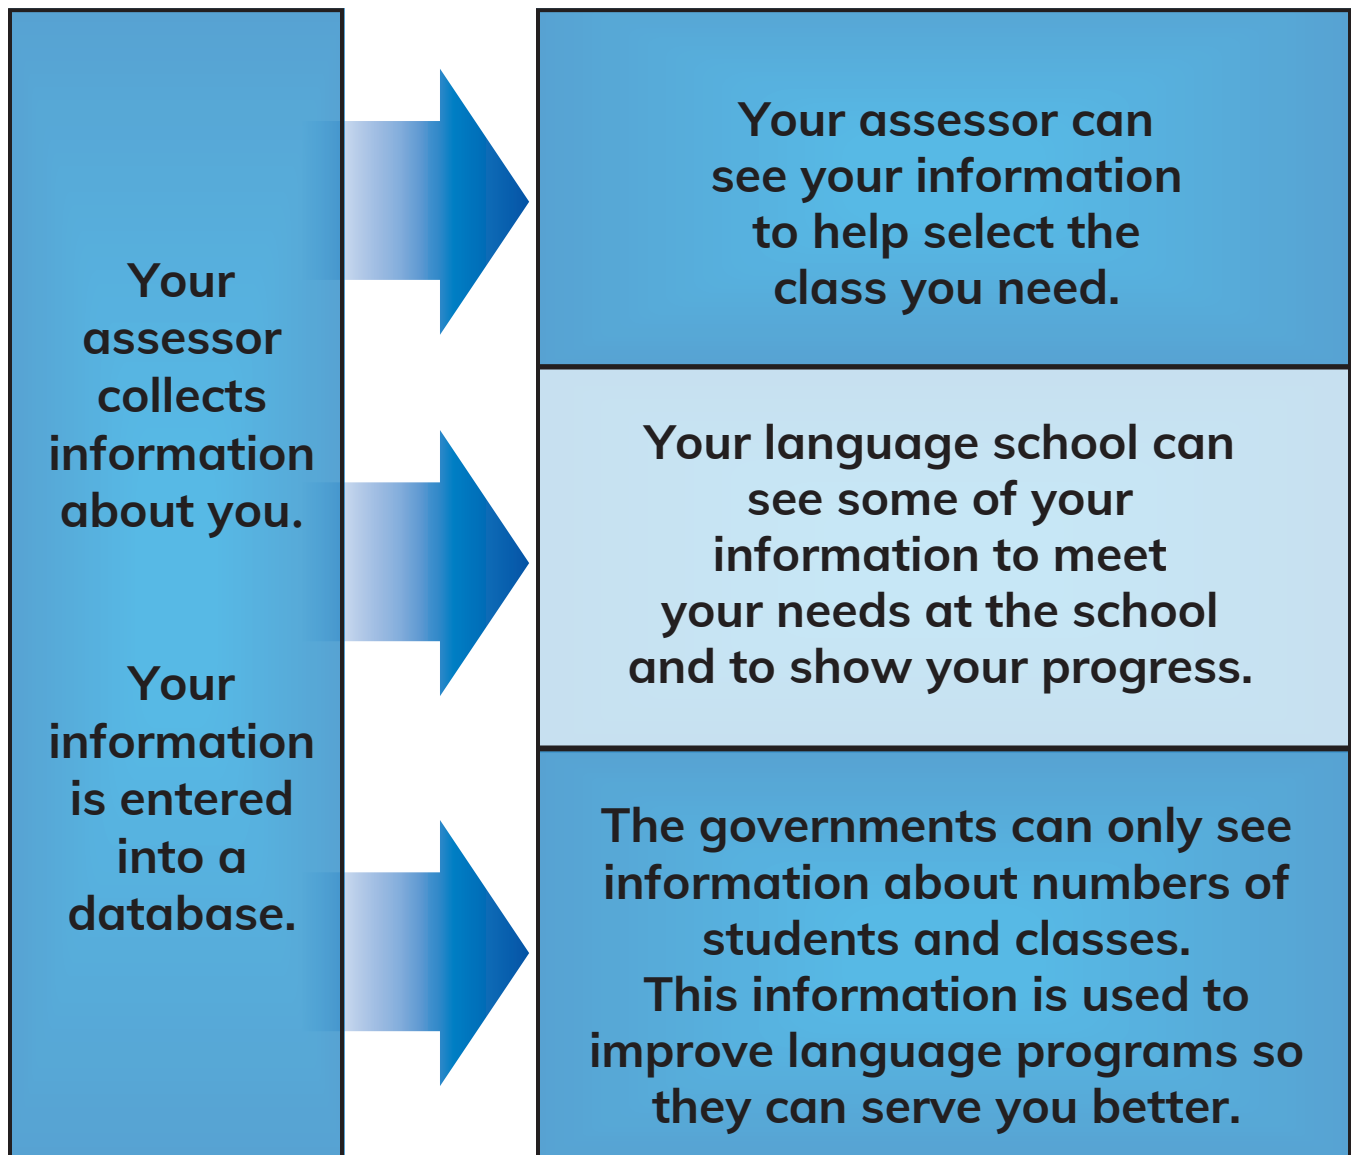 Your
assessor
collects
information
about you.
Your
information
is entered
into a
database.
Your assessor can
see your information
to help select the
class you need.
Your language school can
see some of your
information to meet
your needs at the school
and to show your progress.
The governments can only see
information about numbers of
students and classes.
This information is used to
improve language programs so
they can serve you better.